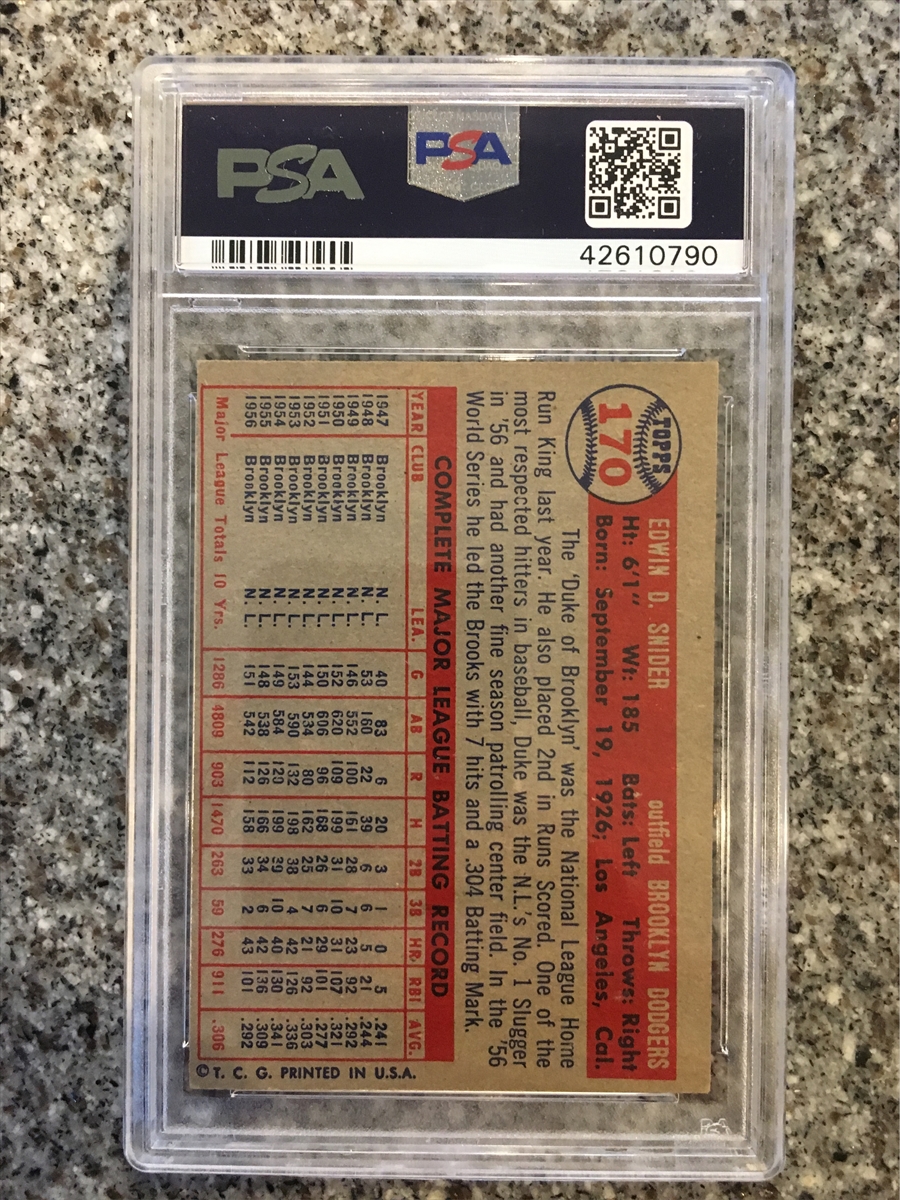 PSA
NASDAQ
PSA
42610790
TOPPS
170
EDWIN D. SNIDER outfield BROOKLYN DODGERS
Ht: 6'1" Wt: 185 Bats: Left Throws: Right
Born: September 19, 1926; Los Angeles, Cal.
The 'Duke of Brooklyn' was the National League Home
Run King last year. He also placed 2nd in Runs Scored. One of the
most respected hitters in baseball, Duke was the N.L.'s No. 1 Slugger
in '56 and had another fine season patrolling center field. In the '56
World Series he led the Brooks with 7 hits and a .304 Batting Mark.
COMPLETE MAJOR LEAGUE BATTING RECORD
YEAR CLUB LEA. G AB R H 2B 3B HR. RBI AVG.
1947 Brooklyn N. L. 40 83 6 20 3 1 0 5 .241
1948 Brooklyn N. L. 53 160 22 39 6 6 5 21 .244
1949 Brooklyn N. L. 146 552 100 161 28 7 23 92 .292
1950 Brooklyn N. L. 152 620 109 199 31 10 31 107 .321
1951 Brooklyn N. L. 150 606 96 168 26 6 29 101 .277
1952 Brooklyn N. L. 144 534 80 162 25 7 21 92 .303
1953 Brooklyn N. L. 153 590 132 198 38 4 42 126 .336
1954 Brooklyn N. L. 149 584 120 199 39 10 40 130 .341
1955 Brooklyn N. L. 148 538 126 166 34 6 42 136 .309
1956 Brooklyn N. L. 151 542 112 158 33 2 43 101 .292
Major League Totals 10 Yrs. 1286 4809 903 1470 263 59 276 911 .306
© T. C. G. PRINTED IN U.S.A.
PSA